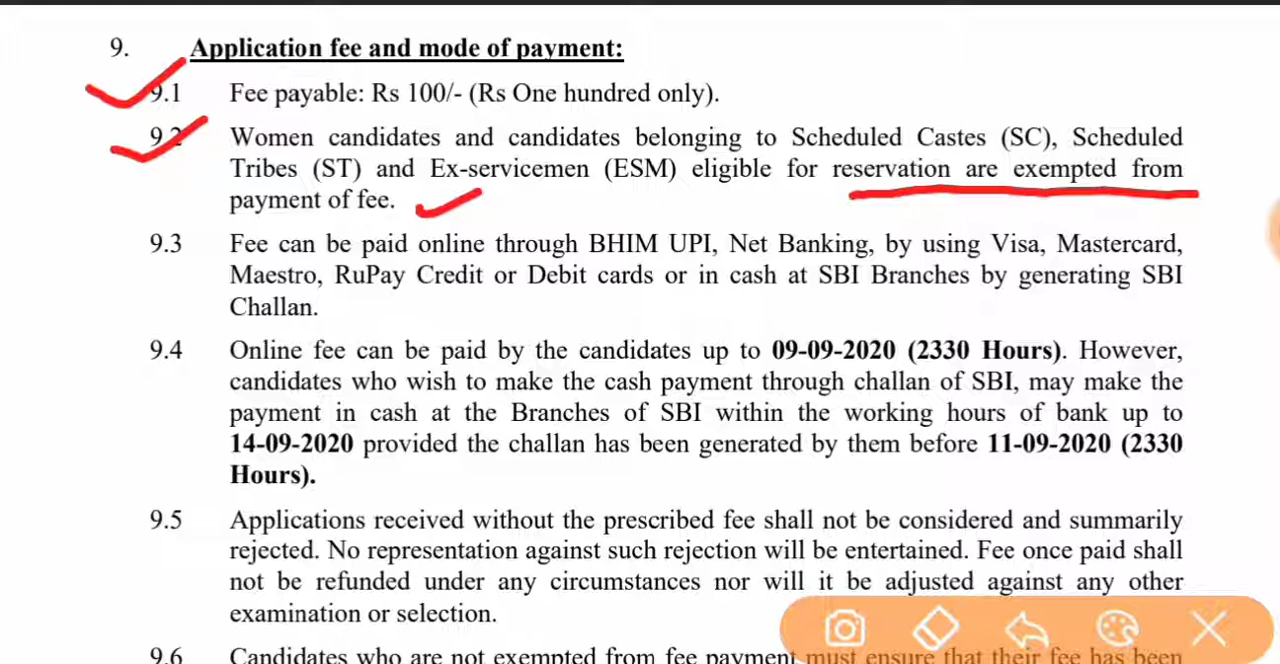 9. Application fee and mode of payment:
9.1 Fee payable: Rs 100/- (Rs One hundred only).
9.2 Women candidates and candidates belonging to Scheduled Castes (SC), Scheduled
Tribes (ST) and Ex-servicemen (ESM) eligible for reservation are exempted from
payment of fee.
9.3 Fee can be paid online through BHIM UPI, Net Banking, by using Visa, Mastercard,
Maestro, RuPay Credit or Debit cards or in cash at SBI Branches by generating SBI
Challan.
9.4 Online fee can be paid by the candidates up to 09-09-2020 (2330 Hours). However,
candidates who wish to make the cash payment through challan of SBI, may make the
payment in cash at the Branches of SBI within the working hours of bank up to
14-09-2020 provided the challan has been generated by them before 11-09-2020 (2330
Hours).
9.5 Applications received without the prescribed fee shall not be considered and summarily
rejected. No representation against such rejection will be entertained. Fee once paid shall
not be refunded under any circumstances nor will it be adjusted against any other
examination or selection.
9.6 Candidates who are not exempted from fee payment must ensure that their fee has been